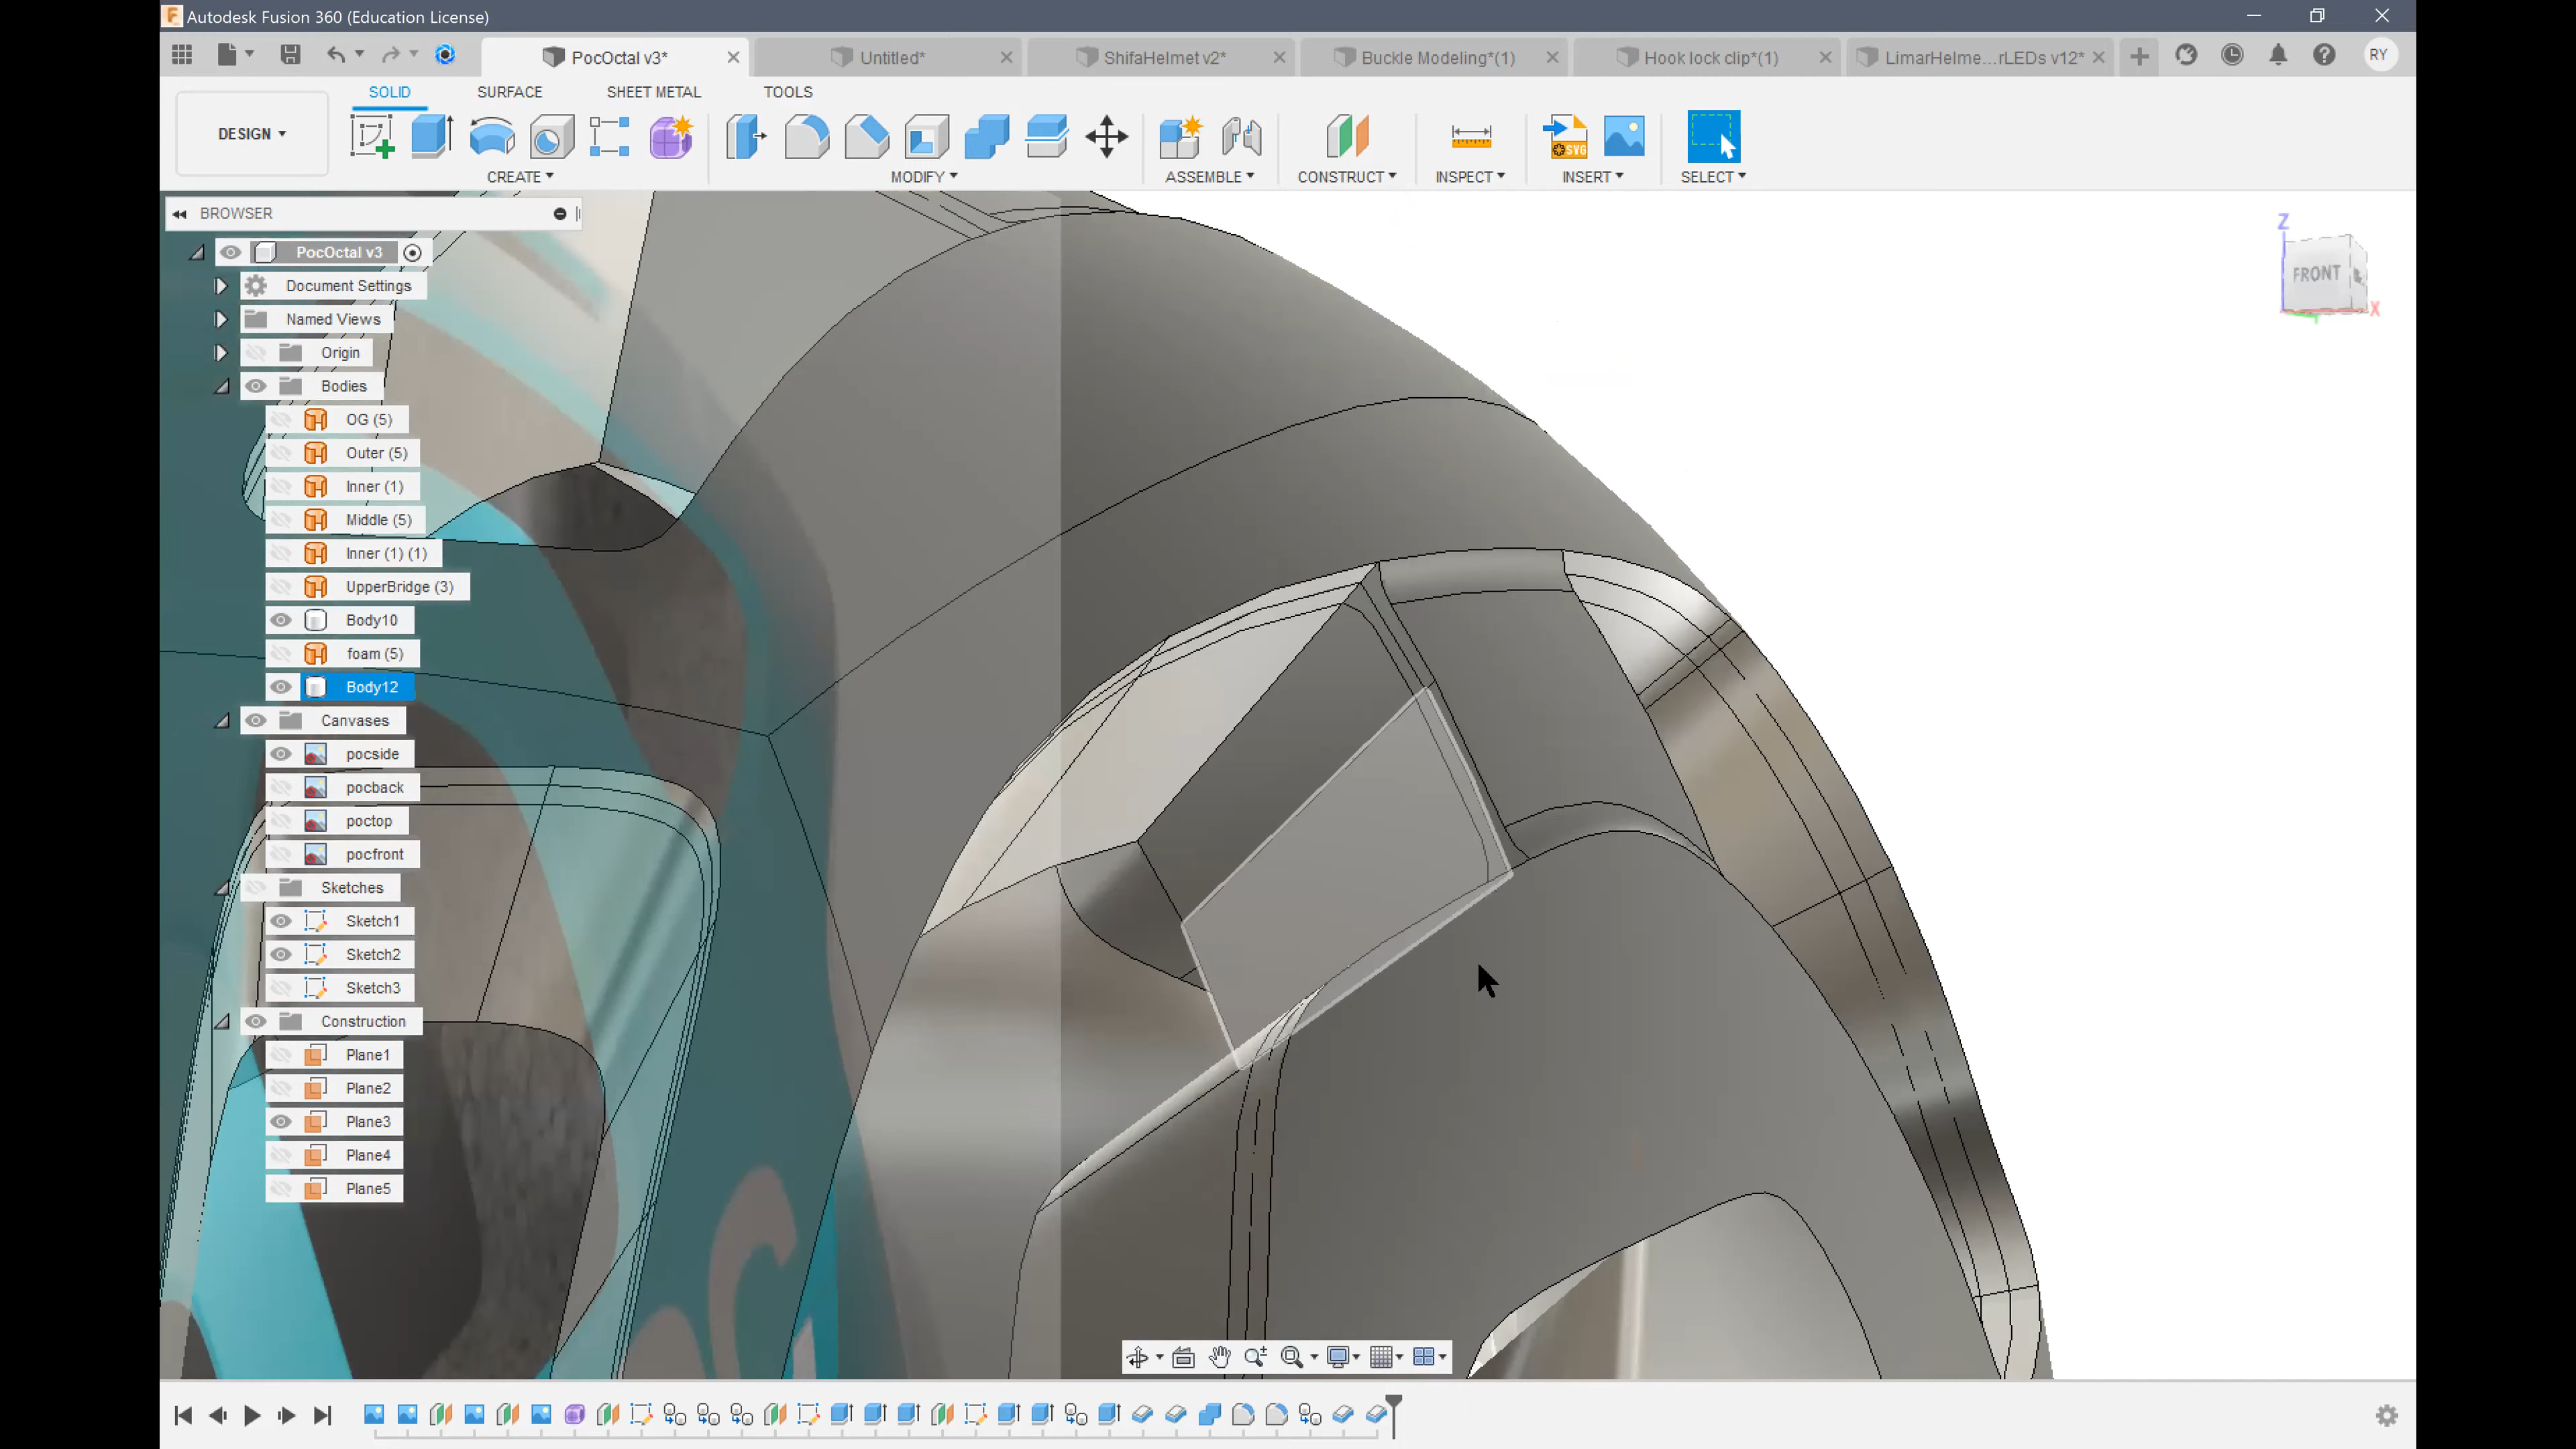 Autodesk Fusion 360 (Education License)
PocOctal v3*
Untitled*
ShifaHelmet v2*
Buckle Modeling*(1)
Hook lock clip*(1)
LimarHelme...rLEDs v12*
RY
SOLID
SURFACE
SHEET METAL
TOOLS
DESIGN
CREATE
MODIFY
ASSEMBLE
CONSTRUCT
INSPECT
SVG
INSERT
SELECT
BROWSER
PocOctal v3
Document Settings
Named Views
Origin
Bodies
OG (5)
Outer (5)
Inner (1)
Middle (5)
Inner (1) (1)
UpperBridge (3)
Body10
foam (5)
Body12
Canvases
pocside
pocback
poctop
pocfront
Sketches
Sketch1
Sketch2
Sketch3
Construction
Plane1
Plane2
Plane3
Plane4
Plane5
Z
FRONT
X